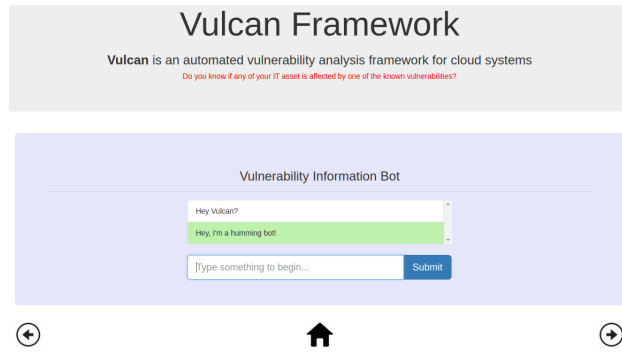 Vulcan Framework
Vulcan is an automated vulnerability analysis framework for cloud systems
Do you know if any of your IT asset is affected by one of the known vulnerabilities?
Vulnerability Information Bot
Hey Vulcan?
Hey, I'm a humming bot!
Type something to begin... Submit